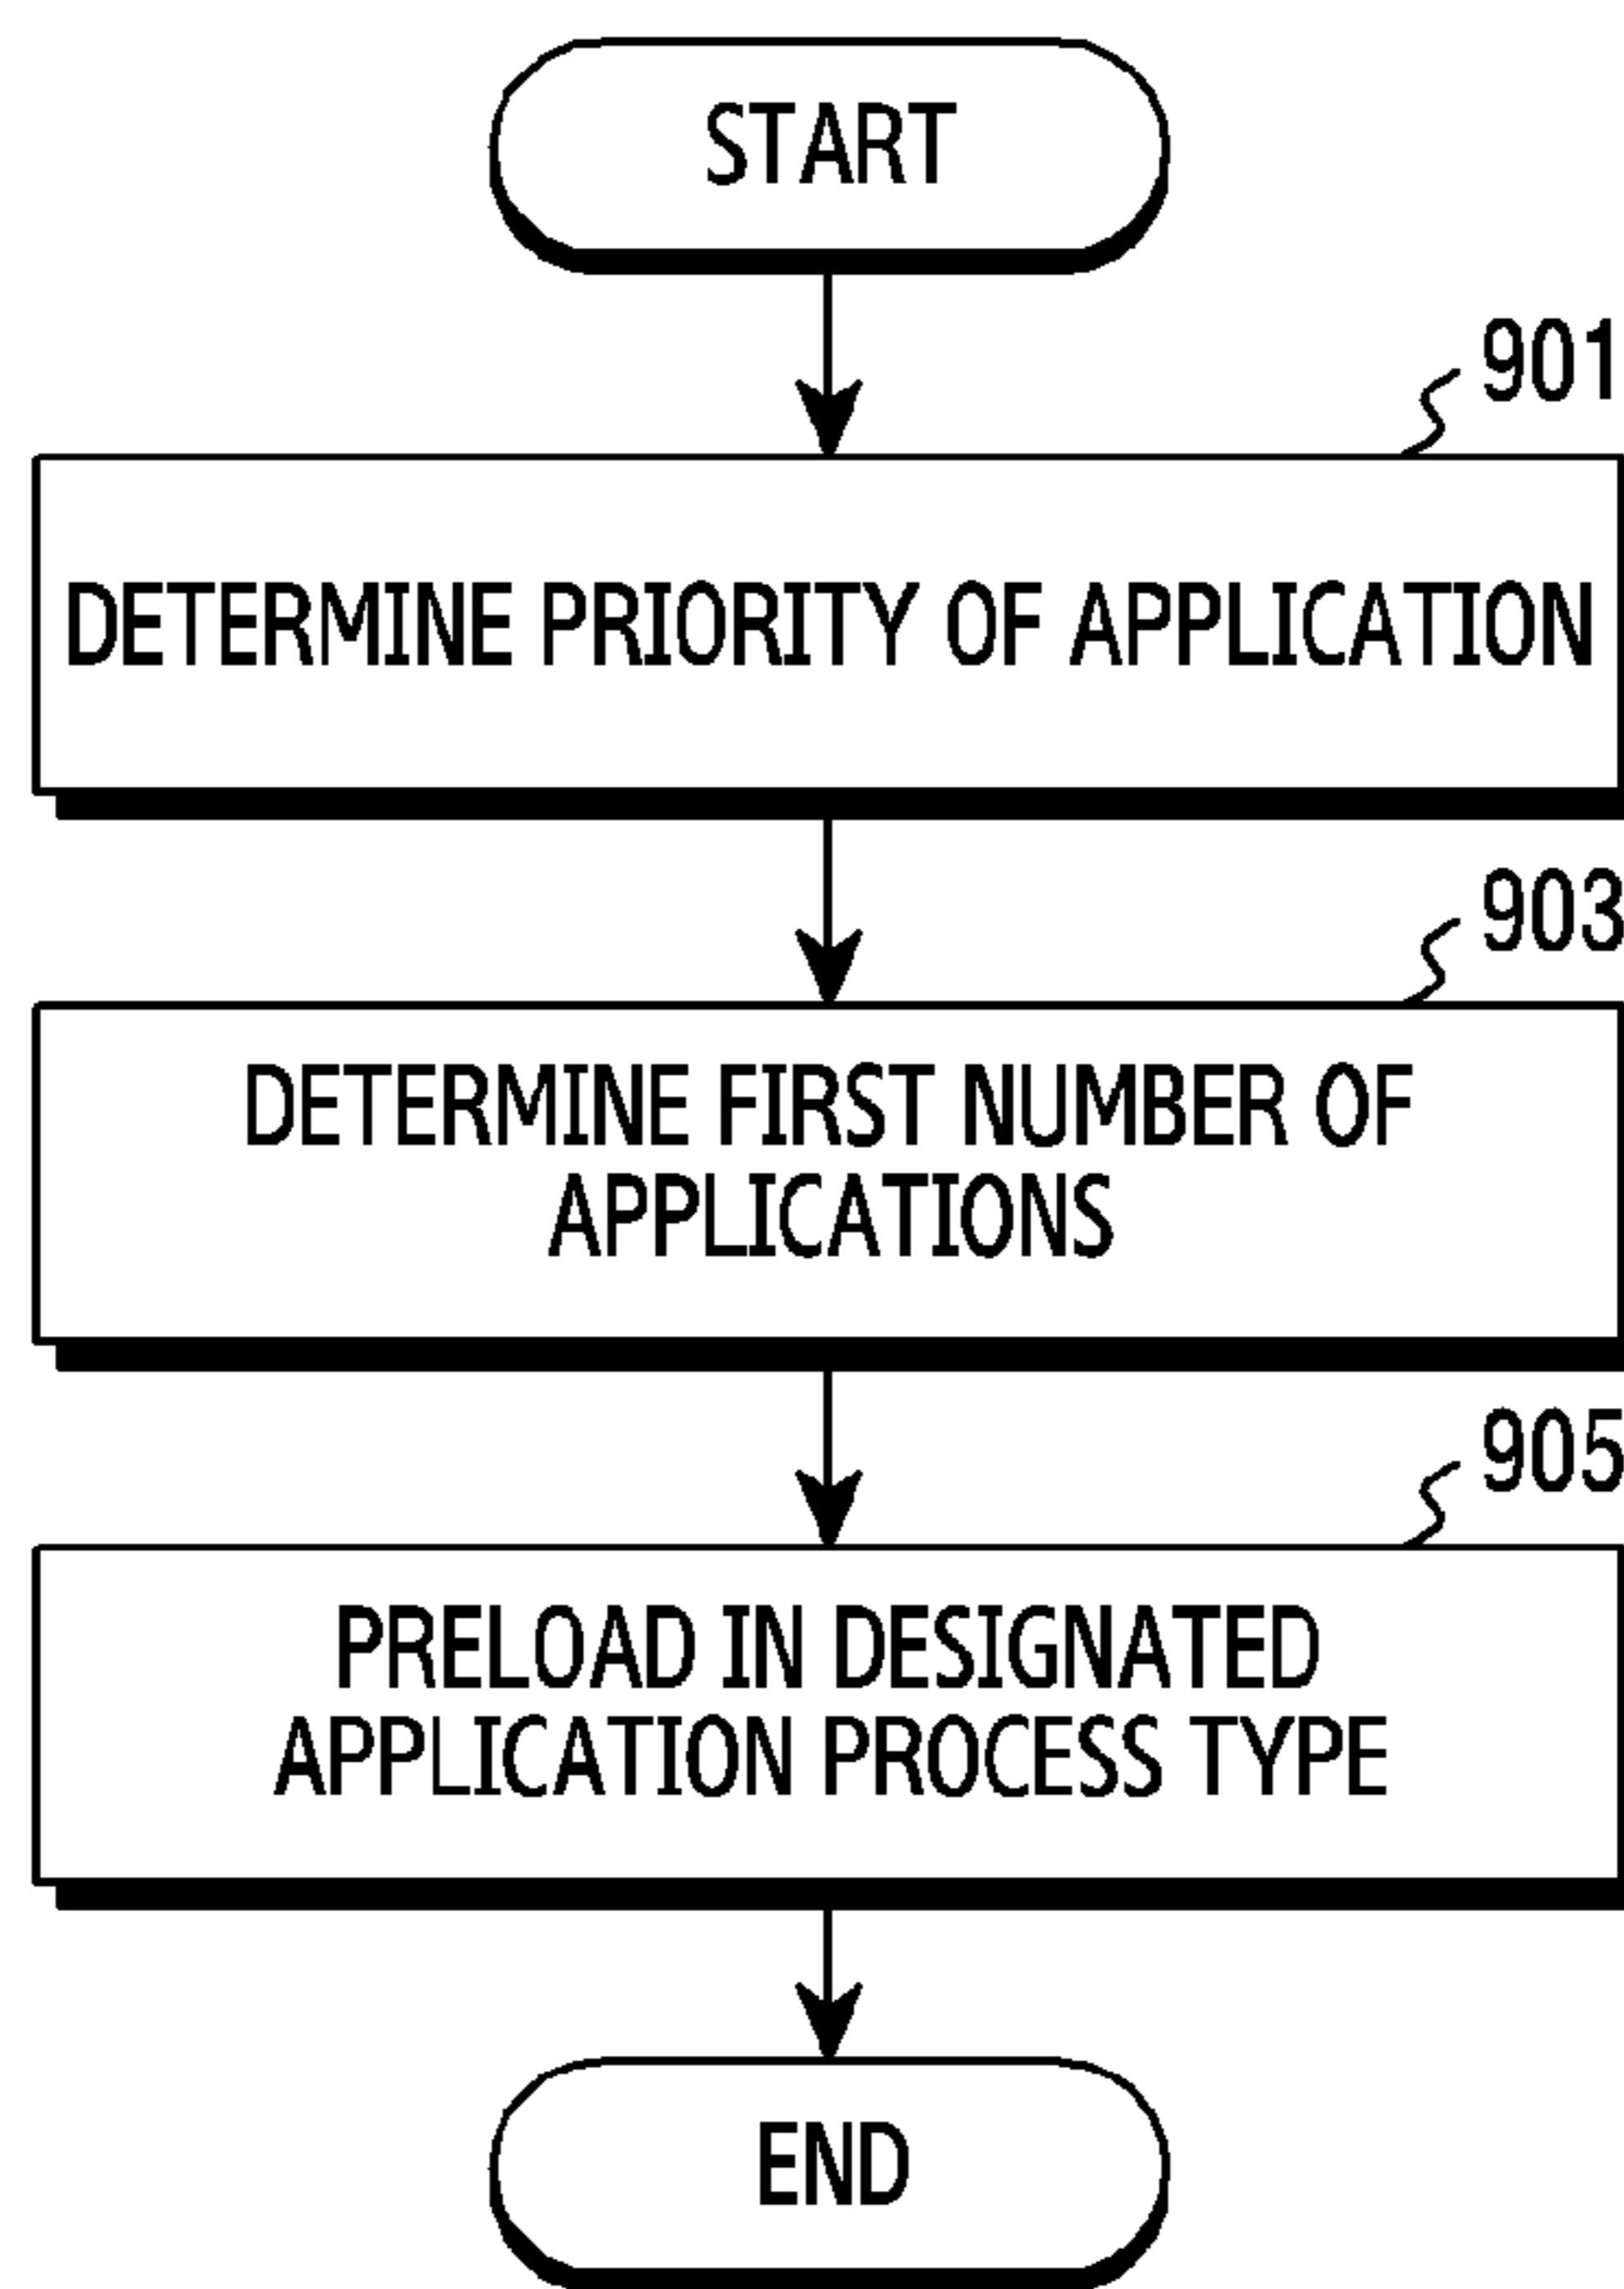 START
901
DETERMINE PRIORITY OF APPLICATION
903
DETERMINE FIRST NUMBER OF
APPLICATIONS
905
PRELOAD IN DESIGNATED
APPLICATION PROCESS TYPE
END